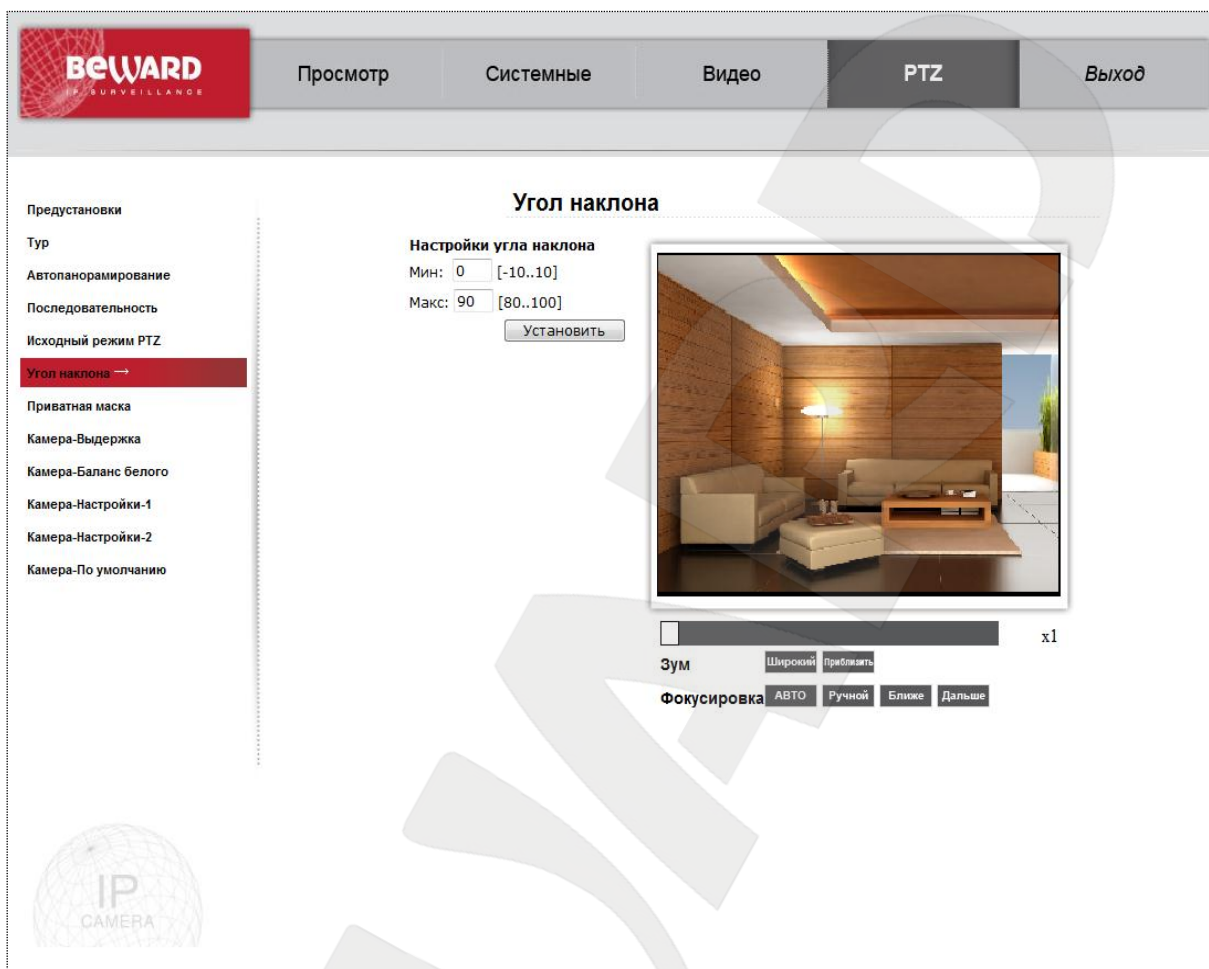 BEWARD
IP SURVEILLANCE
Просмотр
Системные
Видео
PTZ
Выход
Предустановки
Тур
Автопанорамирование
Последовательность
Исходный режим PTZ
Угол наклона →
Приватная маска
Камера-Выдержка
Камера-Баланс белого
Камера-Настройки-1
Камера-Настройки-2
Камера-По умолчанию
Угол наклона
Настройки угла наклона
Мин: 0 [-10..10]
Макс: 90 [80..100]
Установить
x1
Зум Широкий Приблизить
Фокусировка АВТО Ручной Ближе Дальше
IP
CAMERA